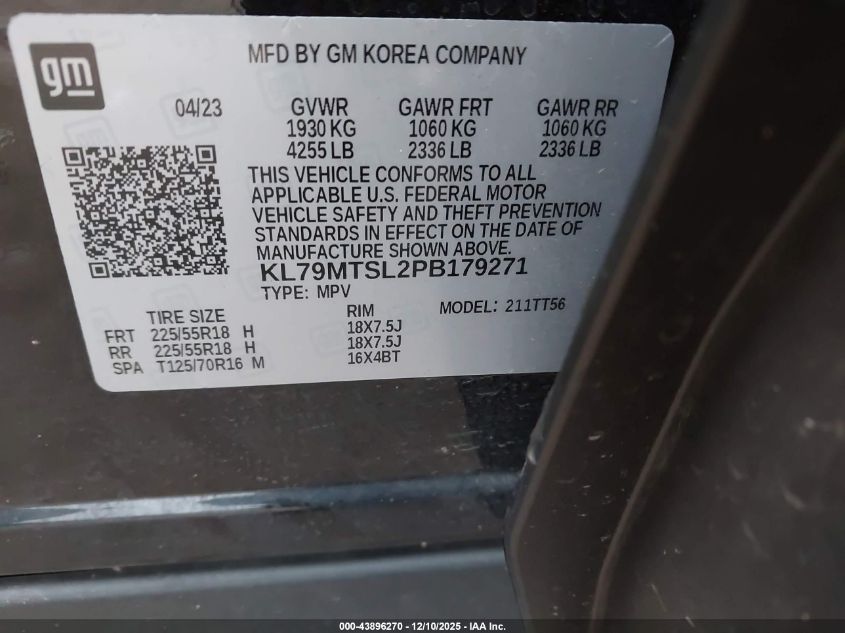 gm
MFD BY GM KOREA COMPANY
04/23 GVWR GAWR FRT GAWR RR
1930 KG 1060 KG 1060 KG
4255 LB 2336 LB 2336 LB
THIS VEHICLE CONFORMS TO ALL
APPLICABLE U.S. FEDERAL MOTOR
VEHICLE SAFETY AND THEFT PREVENTION
STANDARDS IN EFFECT ON THE DATE OF
MANUFACTURE SHOWN ABOVE.
KL79MTSL2PB179271
TYPE: MPV MODEL: 211TT56
TIRE SIZE RIM
FRT 225/55R18 H 18X7.5J
RR 225/55R18 H 18X7.5J
SPA T125/70R16 M 16X4BT
000-43896270 - 12/10/2025 - IAA Inc.